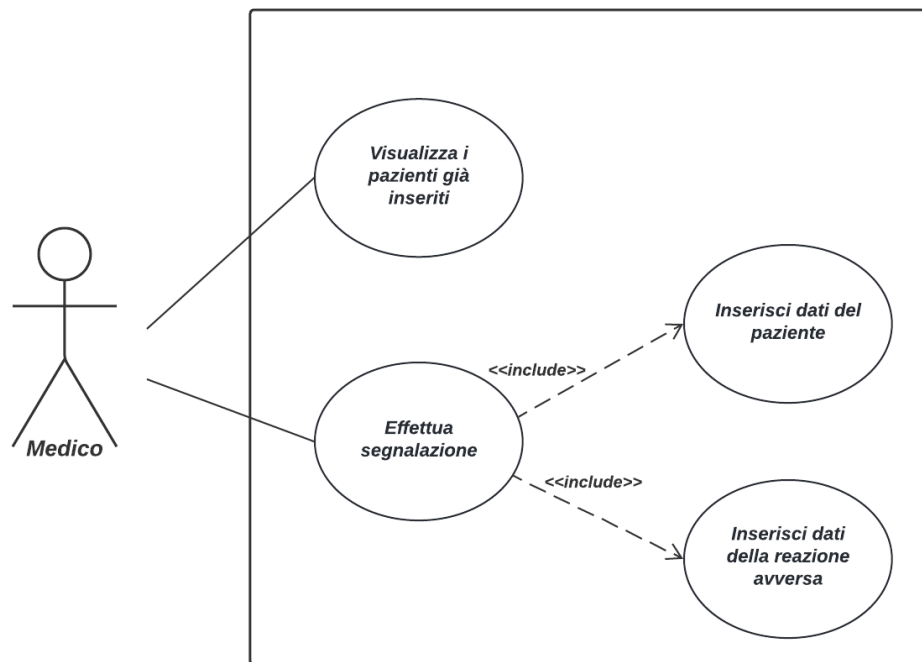 Visualizza i
pazienti già
inseriti
Inserisci dati del
paziente
<<include>>
Effettua
segnalazione
Medico
<<include>>
Inserisci dati
della reazione
avversa